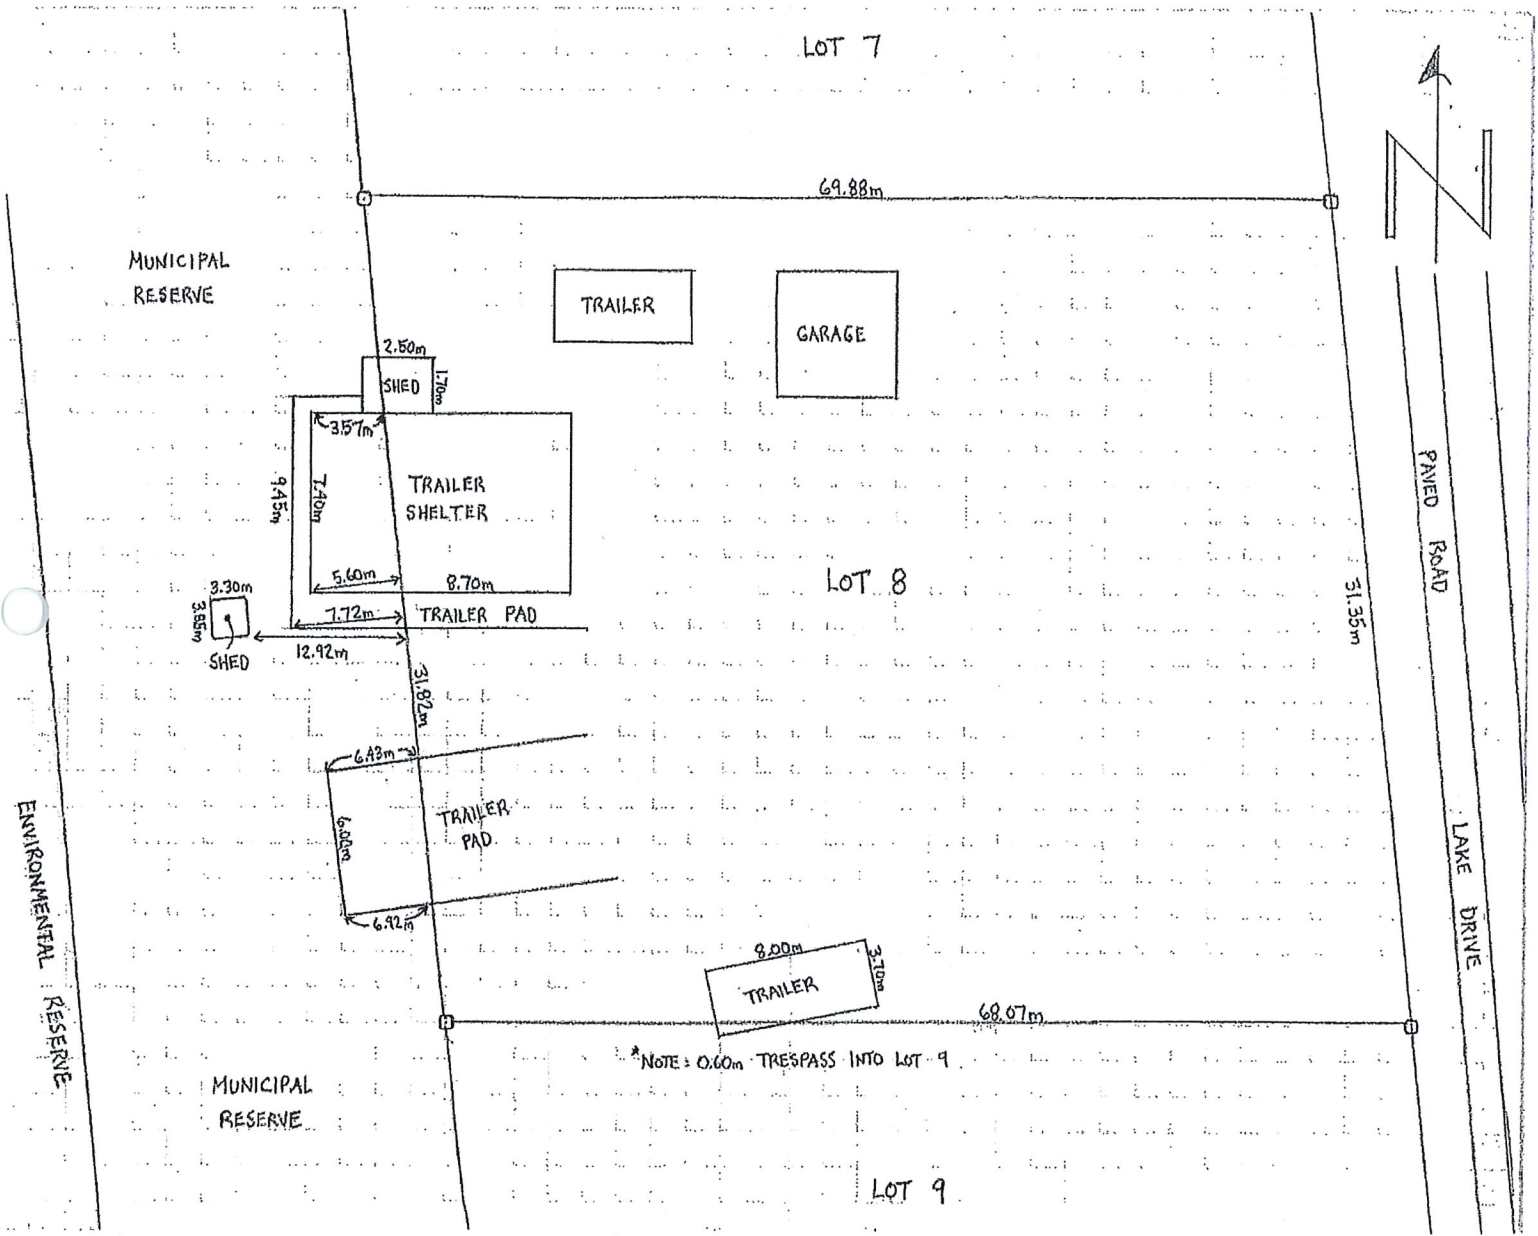 LOT 7
69.88m
N
MUNICIPAL
RESERVE
TRAILER
GARAGE
2.50m
SHED
1.70m
3.57m
9.45m
7.40m
TRAILER
SHELTER
5.60m
8.70m
7.72m
TRAILER PAD
3.30m
3.85m
SHED
12.92m
LOT 8
31.35m
PAVED ROAD
LAKE DRIVE
31.82m
6.43m
6.00m
TRAILER
PAD
6.92m
ENVIRONMENTAL RESERVE
8.00m
3.70m
TRAILER
68.07m
*NOTE: 0.60m TRESPASS INTO LOT 9.
MUNICIPAL
RESERVE
LOT 9